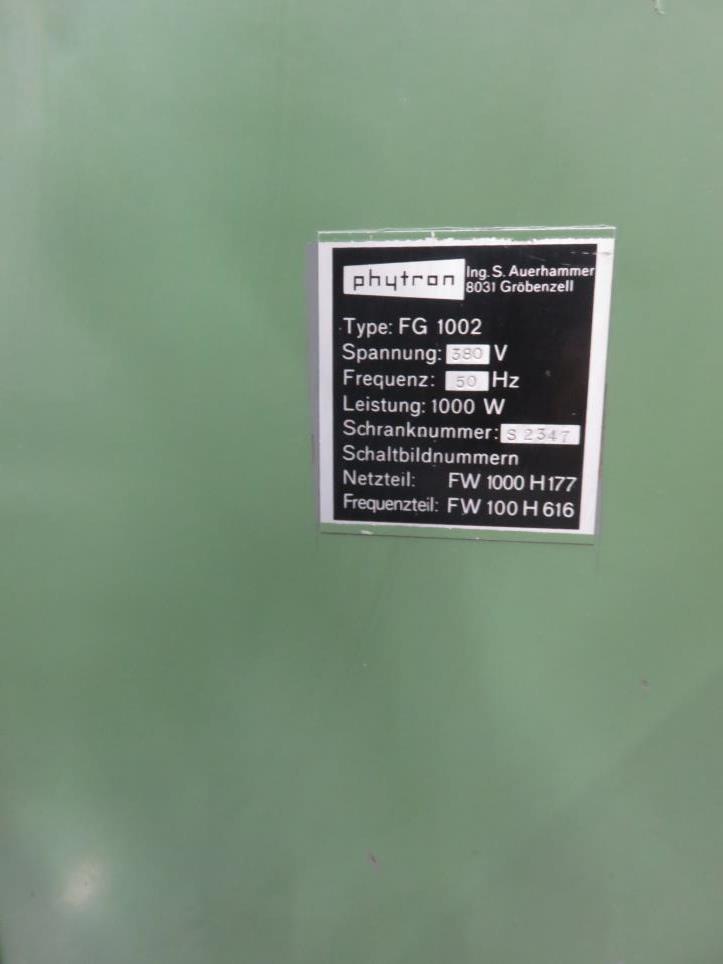 phytron Ing. S. Auerhammer
8031 Gröbenzell
Type: FG 1002
Spannung: 380 V
Frequenz: 50 Hz
Leistung: 1000 W
Schranknummer: S 2347
Schaltbildnummern
Netzteil: FW 1000 H 177
Frequenzteil: FW 100 H 616